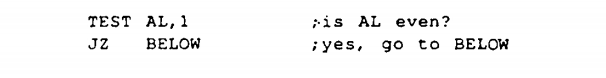 TEST AL,1 ;is AL even?
JZ BELOW ;yes, go to BELOW